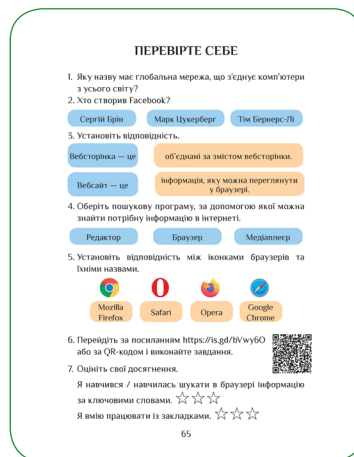 ПЕРЕВІРТЕ СЕБЕ
1. Яку назву має глобальна мережа, що з'єднує комп'ютери
з усього світу?
2. Хто створив Facebook?
Сергій Брін Марк Цукерберг Тім Бернерс-Лі
3. Установіть відповідність.
Вебсторінка — це об'єднані за змістом вебсторінки.
Вебсайт — це інформація, яку можна переглянути
у браузері.
4. Оберіть пошукову програму, за допомогою якої можна
знайти потрібну інформацію в інтернеті.
Редактор Браузер Медіаплеєр
5. Установіть відповідність між іконками браузерів та
їхніми назвами.
Mozilla
Firefox
Safari
Opera
Google
Chrome
6. Перейдіть за посиланням https://is.gd/bVwy6O
або за QR-кодом і виконайте завдання.
7. Оцініть свої досягнення.
Я навчився / навчилась шукати в браузері інформацію
за ключовими словами.
Я вмію працювати із закладками.
65